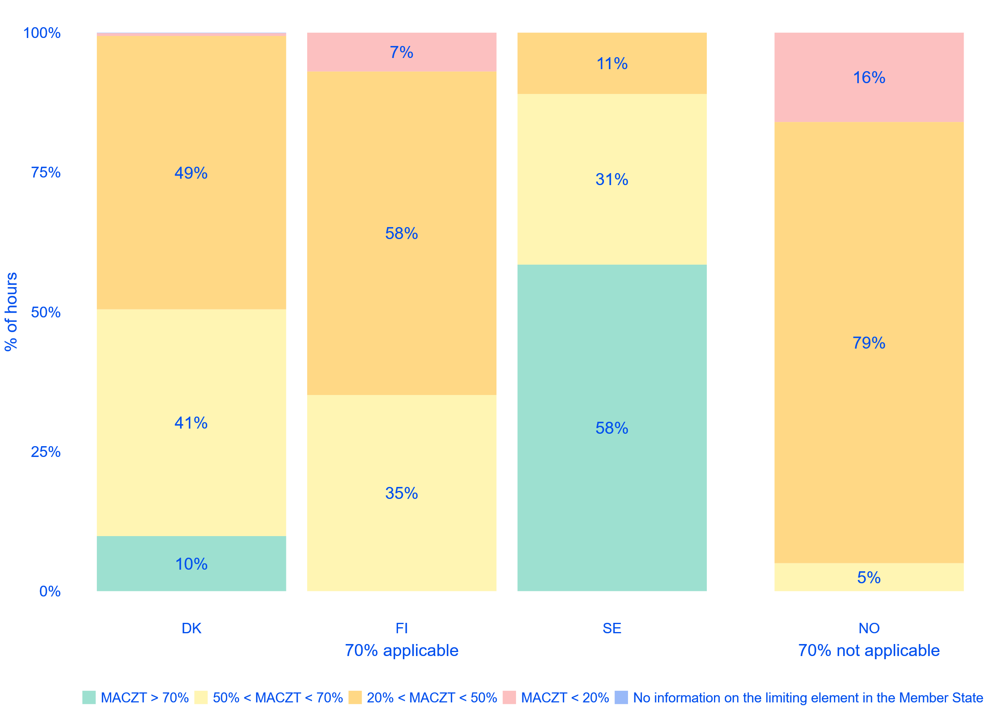 100%
75%
50%
25%
0%
% of hours
49%
41%
10%
7%
58%
35%
11%
31%
58%
16%
79%
5%
DK
FI
SE
NO
70% applicable
70% not applicable
MACZT > 70%
50% < MACZT < 70%
20% < MACZT < 50%
MACZT < 20%
No information on the limiting element in the Member State